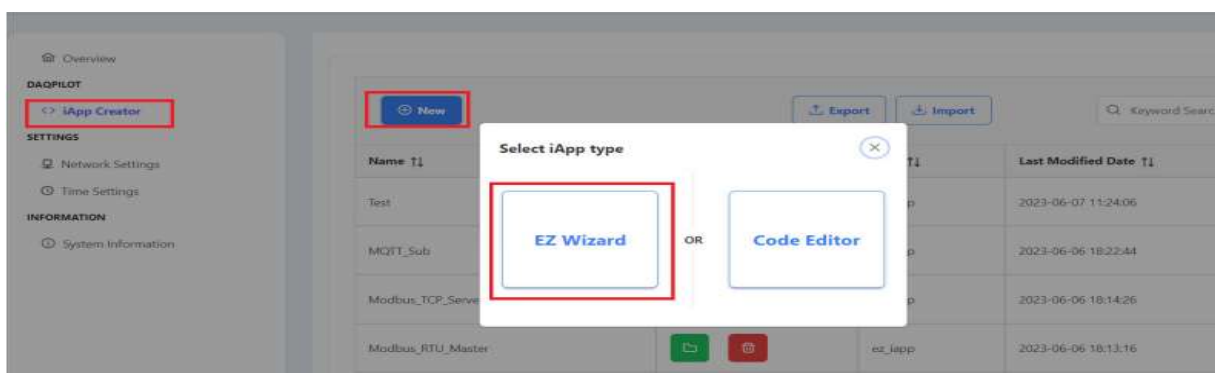 Overview
DAQPILOT
<> iApp Creator
SETTINGS
Network Settings
Time Settings
INFORMATION
System Information
New
Export
Import
Keyword Searc
Name
Last Modified Date
Select iApp type
EZ Wizard
OR
Code Editor
Test
p
2023-06-07 11:24:06
MQTT_Sub
p
2023-06-06 18:22:44
Modbus_TCP_Serve
p
2023-06-06 18:14:26
Modbus_RTU_Master
ez_iapp
2023-06-06 18:13:16